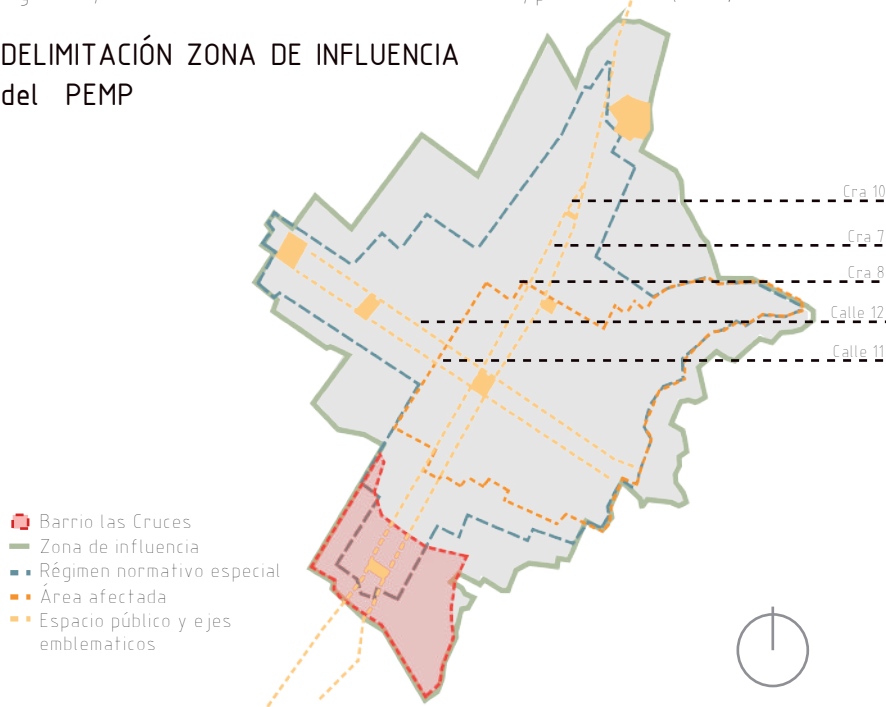 DELIMITACIÓN ZONA DE INFLUENCIA
del PEMP
Cra 10
Cra 7
Cra 8
Calle 12
Calle 11
Barrio las Cruces
Zona de influencia
Régimen normativo especial
Área afectada
Espacio público y ejes
emblematicos